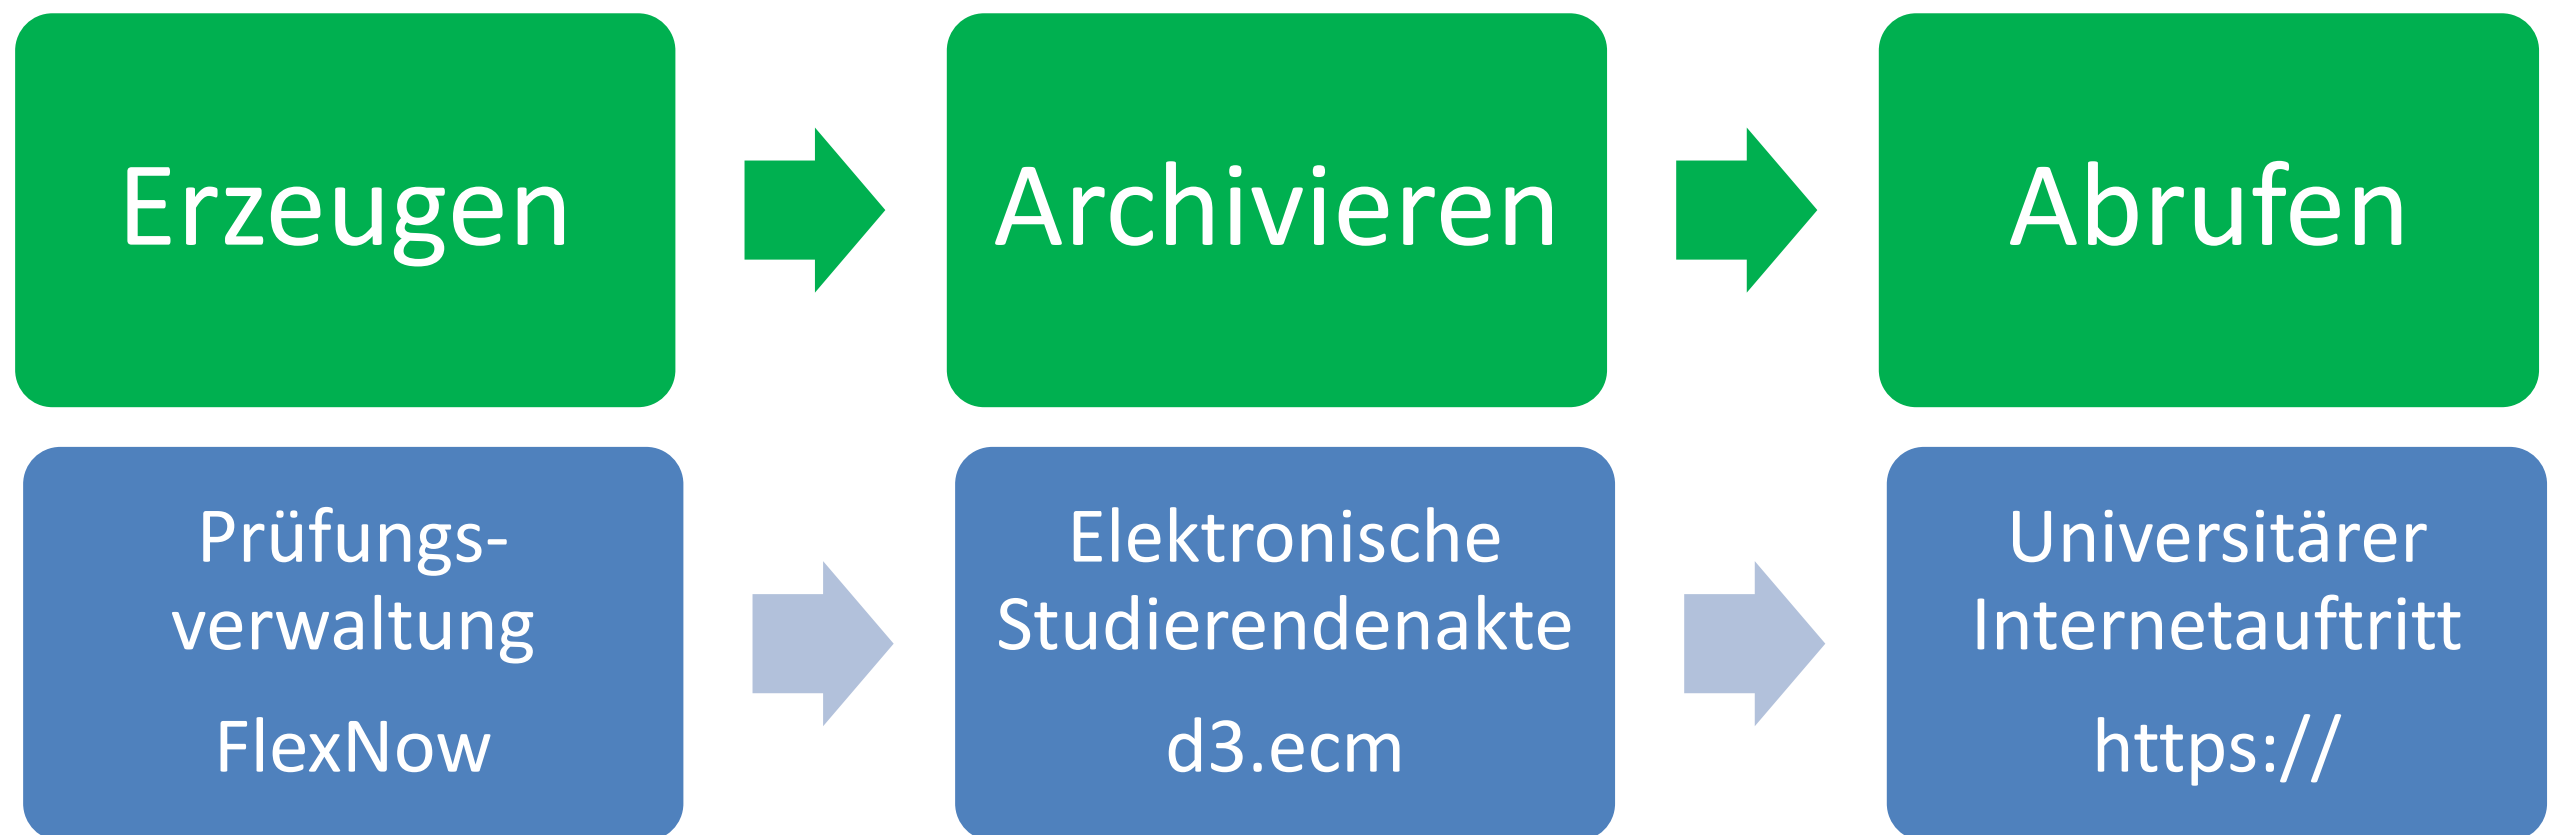 Erzeugen
Archivieren
Abrufen
Prüfungs-
verwaltung
FlexNow
Elektronische
Studierendenakte
d3.ecm
Universitärer
Internetauftritt
https://